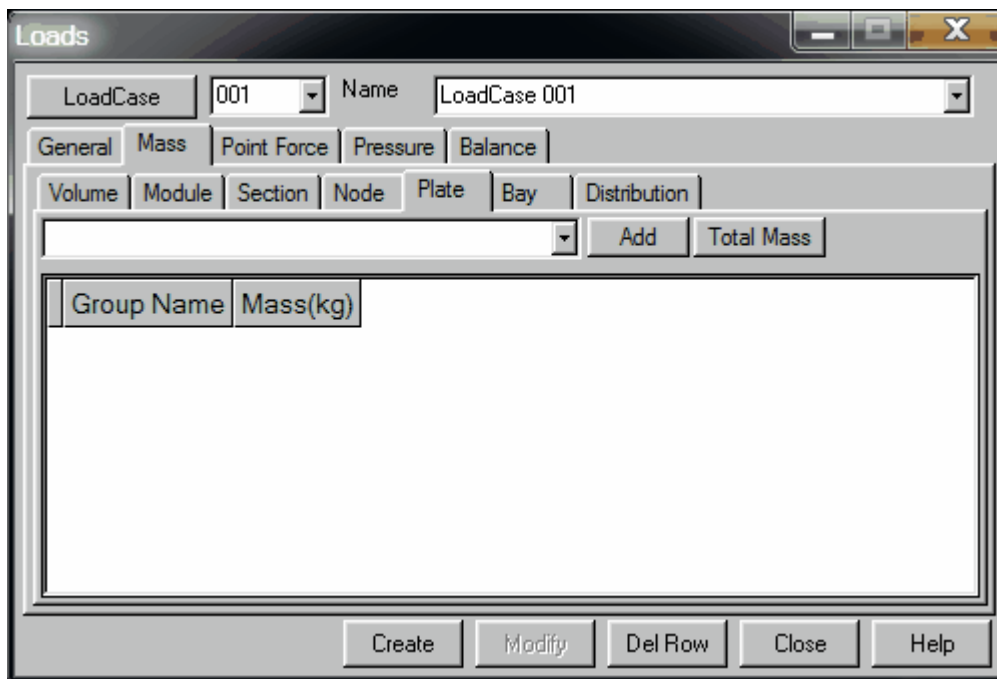 Loads
LoadCase 001 Name LoadCase 001
General Mass Point Force Pressure Balance
Volume Module Section Node Plate Bay Distribution
Add Total Mass
Group Name Mass(kg)
Create Modify Del Row Close Help